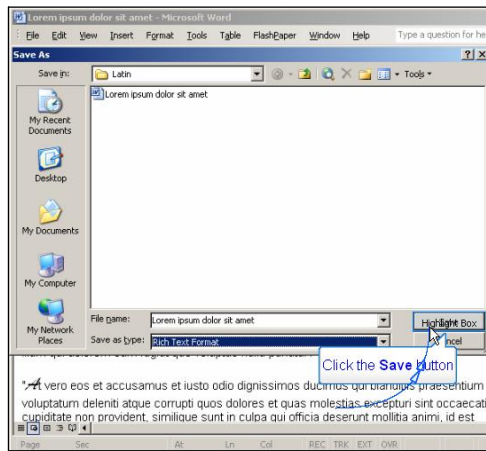 Lorem ipsum dolor sit amet - Microsoft Word
File Edit View Insert Format Tools Table FlashPaper Window Help Type a question for he
Save As
Save in: Latin Tools
Lorem ipsum dolor sit amet
My Recent
Documents
Desktop
My Documents
My Computer
My Network
Places
File name: Lorem ipsum dolor sit amet
Highlight Box
Save as type: Rich Text Format
Click the Save button
"At vero eos et accusamus et iusto odio dignissimos ducimus qui blanditiis praesentium
voluptatum deleniti atque corrupti quos dolores et quas molestias excepturi sint occaecati
cupiditate non provident, similique sunt in culpa qui officia deserunt mollitia animi, id est
Page Sec At Ln Col REC TRK EXT OVR